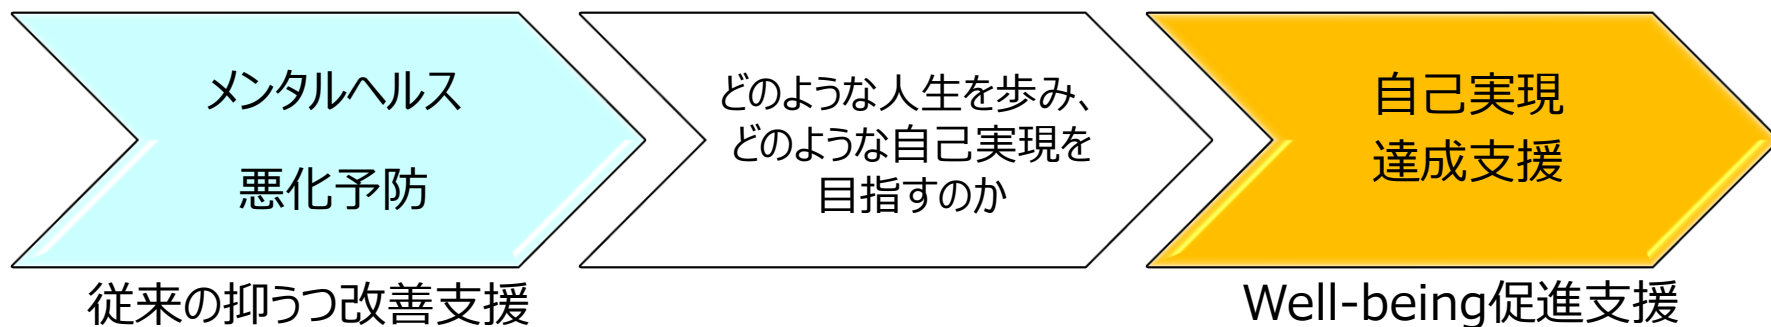 メンタルヘルス
悪化予防
どのような人生を歩み、
どのような自己実現を
目指すのか
自己実現
達成支援
従来の抑うつ改善支援
Well-being促進支援